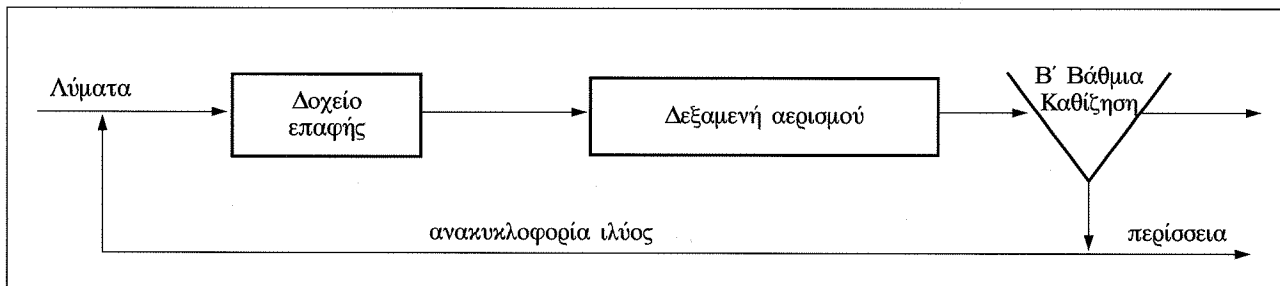 Λύματα
Δοχείο
επαφής
Δεξαμενή αερισμού
Β΄ Βάθμια
Καθίζηση
ανακυκλοφορία ιλύος
περίσσεια